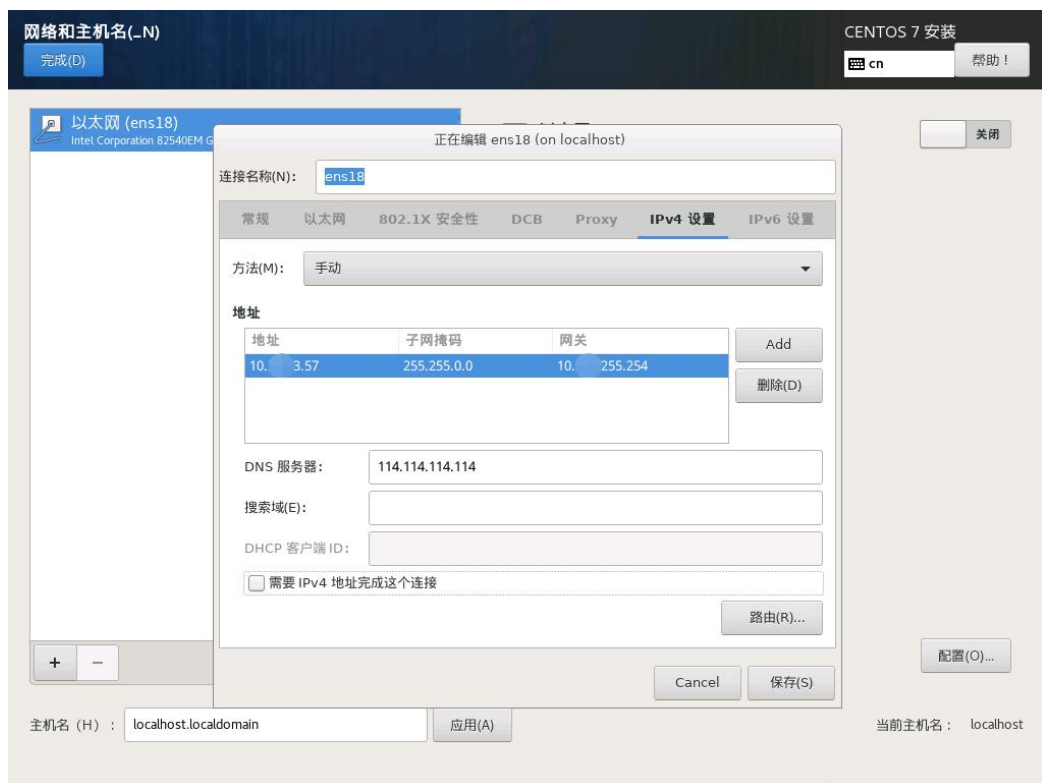 网络和主机名(_N)
CENTOS 7 安装
完成(D)
cn
帮助！
以太网 (ens18)
Intel Corporation 82540EM G
关闭
正在编辑 ens18 (on localhost)
连接名称(N):
ens18
常规 以太网 802.1X 安全性 DCB Proxy IPv4 设置 IPv6 设置
方法(M): 手动
地址
地址 子网掩码 网关
10. 3.57 255.255.0.0 10. 255.254
Add
删除(D)
DNS 服务器: 114.114.114.114
搜索域(E):
DHCP 客户端 ID:
需要 IPv4 地址完成这个连接
路由(R)...
+ −
配置(O)...
Cancel 保存(S)
主机名 (H) : localhost.localdomain 应用(A) 当前主机名： localhost